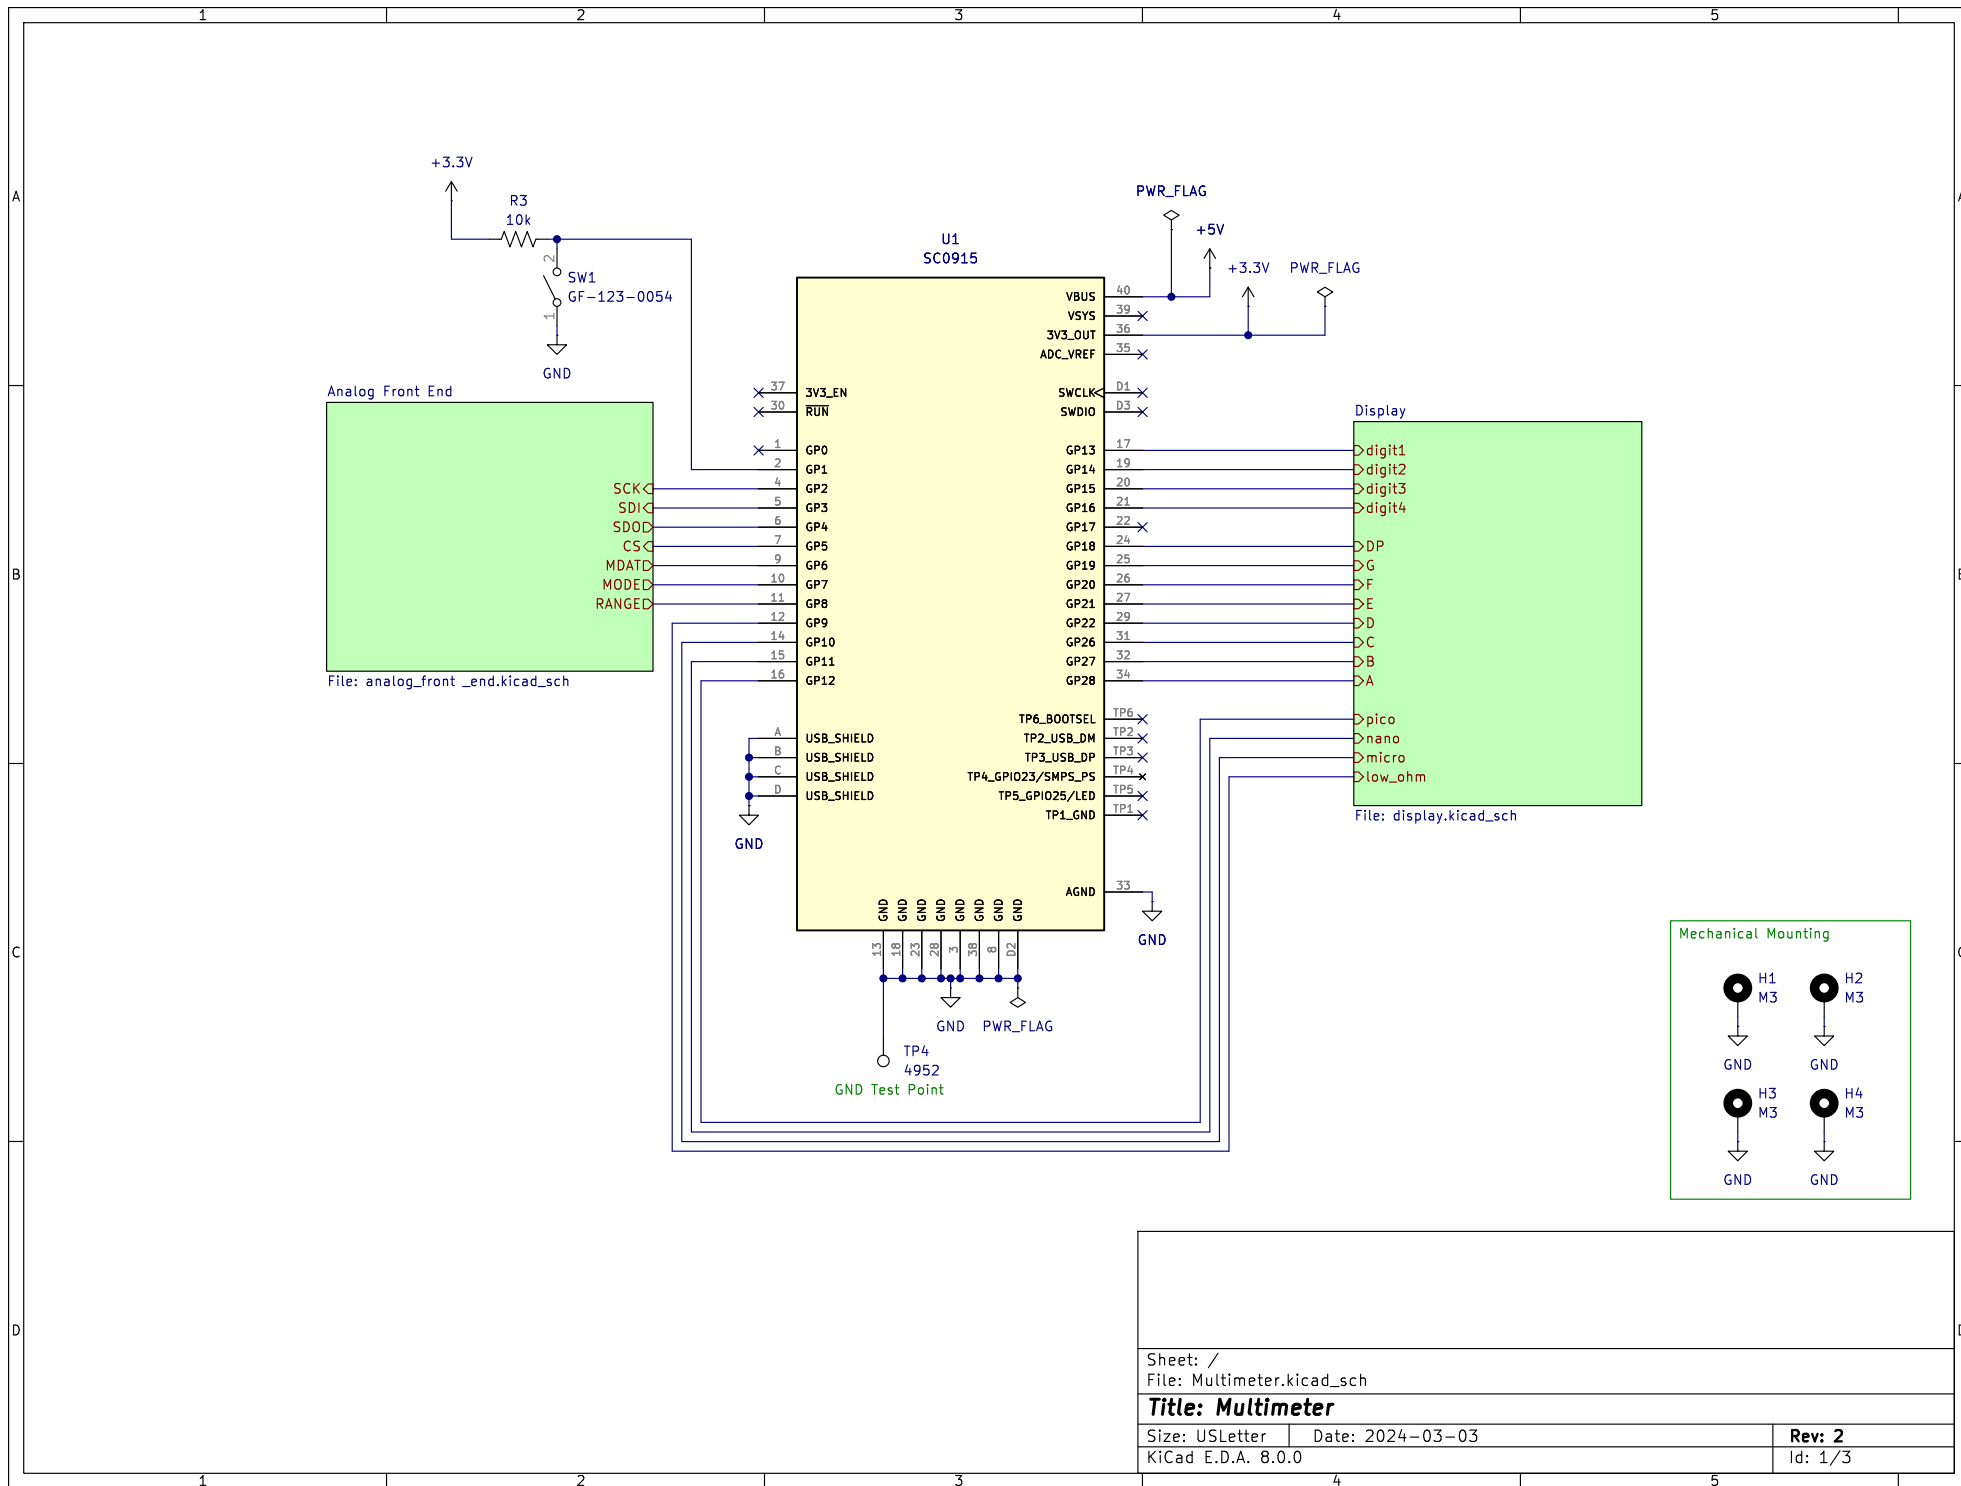 1 2 3 4 5
A
B
C
D
+3.3V
R3
10k
2
SW1
GF-123-0054
1
GND
PWR_FLAG
+5V
+3.3V
PWR_FLAG
U1
SC0915
VBUS 40
VSYS 39
3V3_OUT 36
ADC_VREF 35
37 3V3_EN
30 RUN
SWCLK D1
SWDIO D3
1 GP0
2 GP1
4 GP2
5 GP3
6 GP4
7 GP5
9 GP6
10 GP7
11 GP8
12 GP9
14 GP10
15 GP11
16 GP12
A USB_SHIELD
B USB_SHIELD
C USB_SHIELD
D USB_SHIELD
GND
GP13 17
GP14 19
GP15 20
GP16 21
GP17 22
GP18 24
GP19 25
GP20 26
GP21 27
GP22 29
GP26 31
GP27 32
GP28 34
TP6_BOOTSEL TP6
TP2_USB_DM TP2
TP3_USB_DP TP3
TP4_GPIO23/SMPS_PS TP4
TP5_GPIO25/LED TP5
TP1_GND TP1
AGND 33
GND
GND GND GND GND GND GND GND GND
13 18 23 28 3 38 8 D2
GND PWR_FLAG
TP4
4952
GND Test Point
Analog Front End
SCK
SDI
SDO
CS
MDAT
MODE
RANGE
File: analog_front _end.kicad_sch
Display
digit1
digit2
digit3
digit4
DP
G
F
E
D
C
B
A
pico
nano
micro
low_ohm
File: display.kicad_sch
Mechanical Mounting
H1
M3
GND
H2
M3
GND
H3
M3
GND
H4
M3
GND
Sheet: /
File: Multimeter.kicad_sch
Title: Multimeter
Size: USLetter Date: 2024-03-03 Rev: 2
KiCad E.D.A. 8.0.0 Id: 1/3
1 2 3 4 5